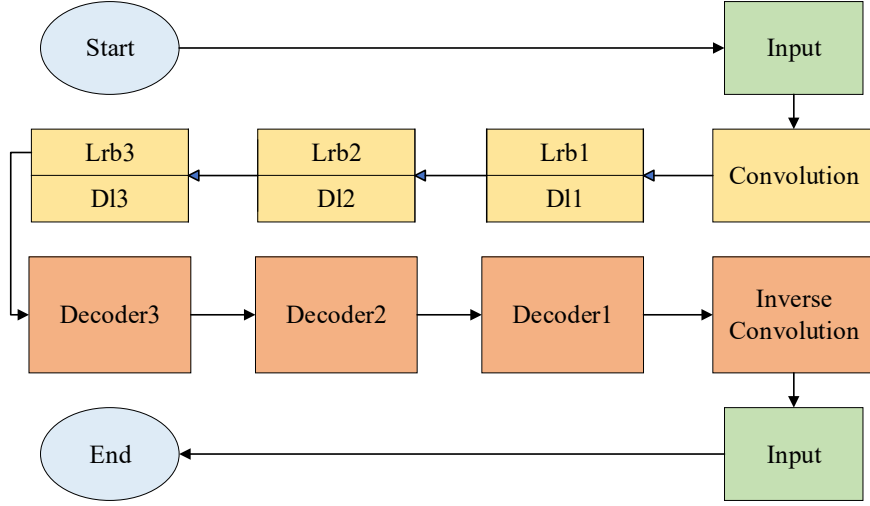 Start
Input
Lrb3
Lrb2
Lrb1
Convolution
Dl3
Dl2
Dl1
Decoder3
Decoder2
Decoder1
Inverse
Convolution
End
Input